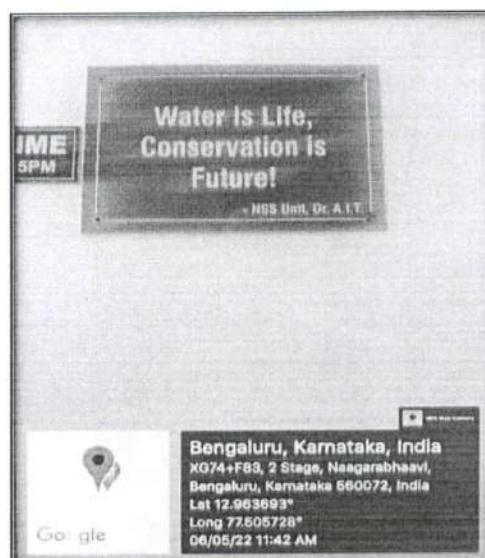 IME
5PM
Water Is Life,
Conservation is
Future!
- NSS Unit, Dr. A.I.T.
Bengaluru, Karnataka, India
XG74+F83, 2 Stage, Naagarabhaavi,
Bengaluru, Karnataka 560072, India
Lat 12.963693°
Long 77.505728°
06/05/22 11:42 AM
Google